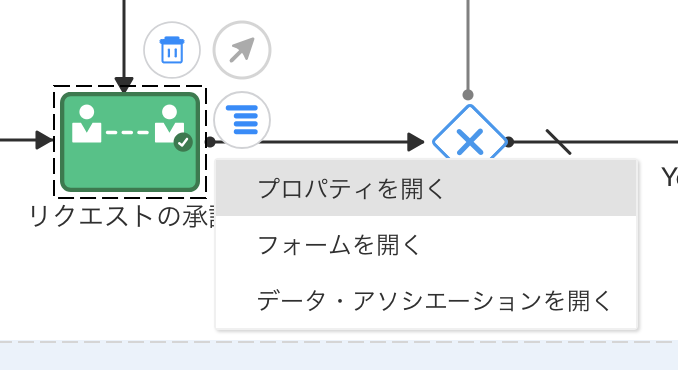 リクエストの承
プロパティを開く
フォームを開く
データ・アソシエーションを開く